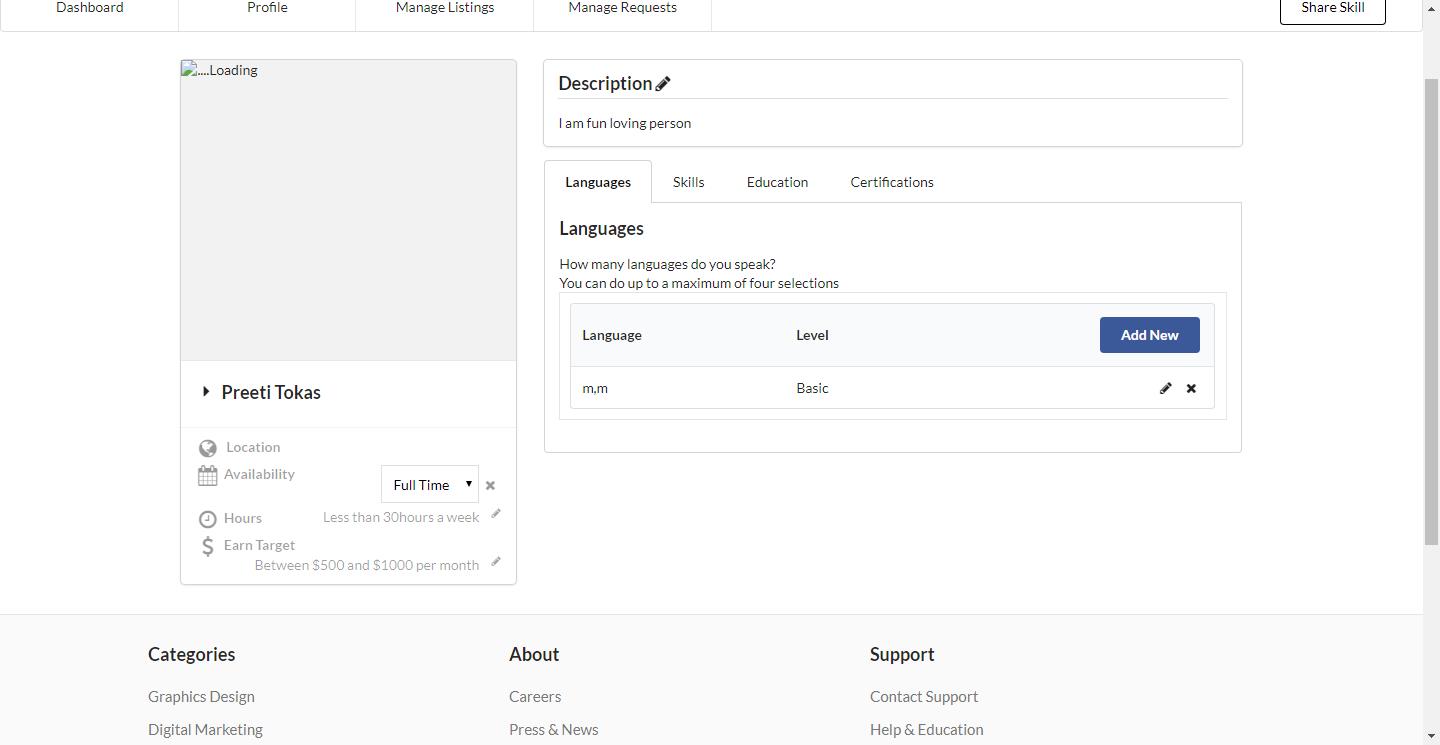 Dashboard Profile Manage Listings Manage Requests Share Skill
....Loading
Preeti Tokas
Location
Availability Full Time
Hours Less than 30hours a week
Earn Target
Between $500 and $1000 per month
Description
I am fun loving person
Languages Skills Education Certifications
Languages
How many languages do you speak?
You can do up to a maximum of four selections
Language Level Add New
m,m Basic
Categories About Support
Graphics Design Careers Contact Support
Digital Marketing Press & News Help & Education